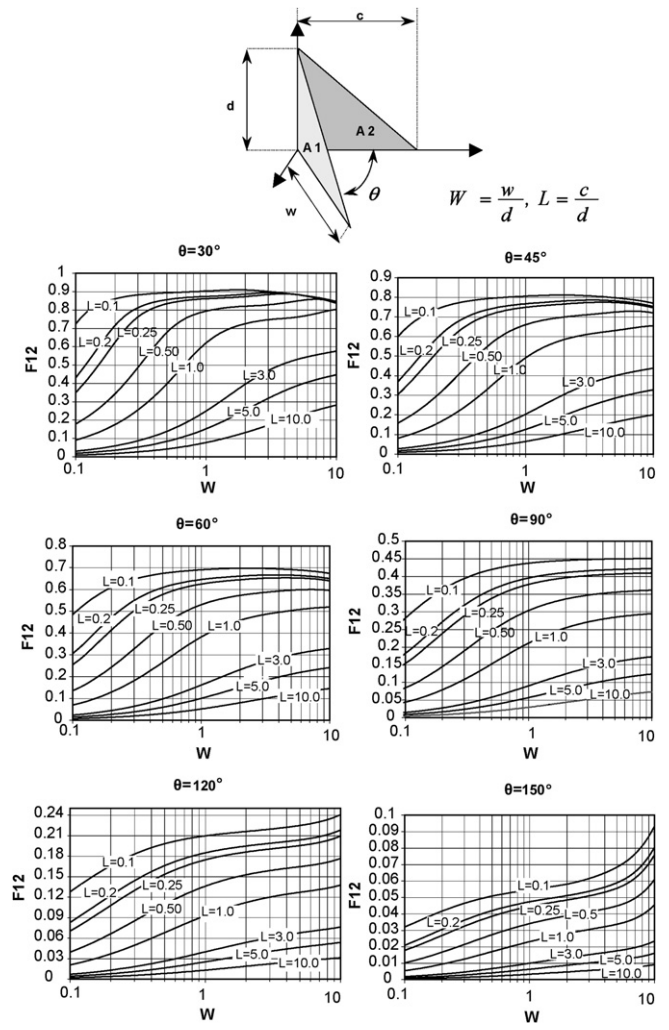 c
d
A 1
A 2
w
θ
W = w/d, L = c/d
θ=30°
F12
1
0.9
0.8
0.7
0.6
0.5
0.4
0.3
0.2
0.1
0
L=0.1
L=0.2
L=0.25
L=0.50
L=1.0
L=3.0
L=5.0
L=10.0
0.1 1 10
W
θ=45°
F12
0.9
0.8
0.7
0.6
0.5
0.4
0.3
0.2
0.1
0
L=0.1
L=0.2
L=0.25
L=0.50
L=1.0
L=3.0
L=5.0
L=10.0
0.1 1 10
W
θ=60°
F12
0.8
0.7
0.6
0.5
0.4
0.3
0.2
0.1
0
L=0.1
L=0.2
L=0.25
L=0.50
L=1.0
L=3.0
L=5.0
L=10.0
0.1 1 10
W
θ=90°
F12
0.5
0.45
0.4
0.35
0.3
0.25
0.2
0.15
0.1
0.05
0
L=0.1
L=0.2
L=0.25
L=0.50
L=1.0
L=3.0
L=5.0
L=10.0
0.1 1 10
W
θ=120°
F12
0.24
0.21
0.18
0.15
0.12
0.09
0.06
0.03
0
L=0.1
L=0.2
L=0.25
L=0.50
L=1.0
L=3.0
L=5.0
L=10.0
0.1 1 10
W
θ=150°
F12
0.1
0.09
0.08
0.07
0.06
0.05
0.04
0.03
0.02
0.01
0
L=0.1
L=0.2
L=0.25
L=0.5
L=1.0
L=3.0
L=5.0
L=10.0
0.1 1 10
W